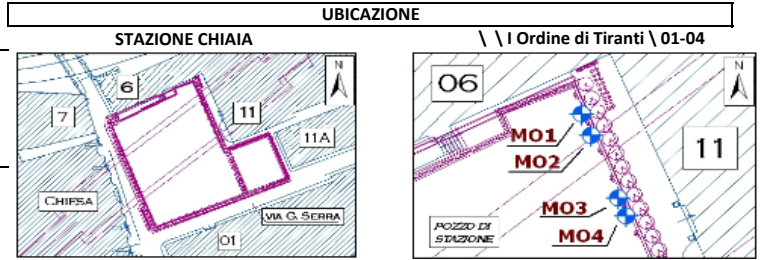 UBICAZIONE
STAZIONE CHIAIA
\ \ I Ordine di Tiranti \ 01-04
N
6
7
11
11A
CHIESA
VIA G. SERRA
01
N
06
MO1
MO2
11
MO3
MO4
POZZO DI
STAZIONE